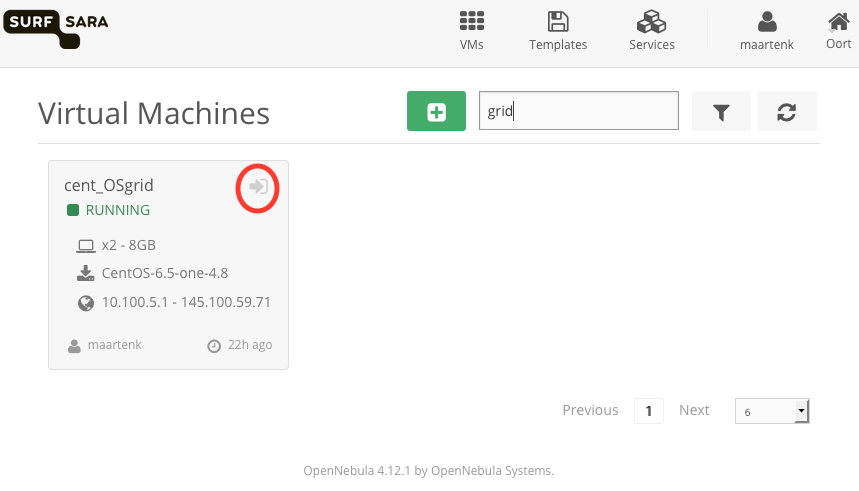 SURF SARA
VMs
Templates
Services
maartenk
Oort
Virtual Machines
grid
cent_OSgrid
RUNNING
x2 - 8GB
CentOS-6.5-one-4.8
10.100.5.1 - 145.100.59.71
maartenk
22h ago
Previous
1
Next
6
OpenNebula 4.12.1 by OpenNebula Systems.